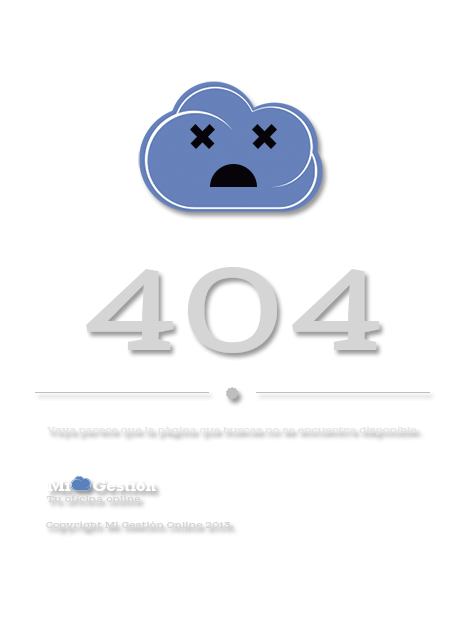 404
Vaya parece que la página que buscas no se encuentra disponible.
Mi Gestión
Tu oficina online.
Copyright Mi Gestión Online 2013.